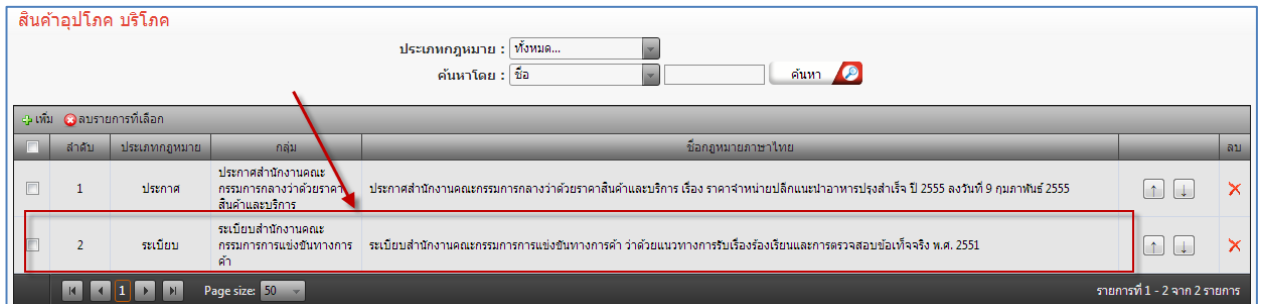 สินค้าอุปโภค บริโภค
ประเภทกฎหมาย : ทั้งหมด...
ค้นหาโดย : ชื่อ ค้นหา
เพิ่ม ลบรายการที่เลือก
ลำดับ ประเภทกฎหมาย กลุ่ม ชื่อกฎหมายภาษาไทย ลบ
ประกาศสำนักงานคณะ
1 ประกาศ กรรมการกลางว่าด้วยราคา ประกาศสำนักงานคณะกรรมการกลางว่าด้วยราคาสินค้าและบริการ เรื่อง ราคาจำหน่ายปลีกแนะนำอาหารปรุงสำเร็จ ปี 2555 ลงวันที่ 9 กุมภาพันธ์ 2555
สินค้าและบริการ
ระเบียบสำนักงานคณะ
2 ระเบียบ กรรมการการแข่งขันทางการ ระเบียบสำนักงานคณะกรรมการการแข่งขันทางการค้า ว่าด้วยแนวทางการรับเรื่องร้องเรียนและการตรวจสอบข้อเท็จจริง พ.ศ. 2551
ค้า
1 Page size: 50 รายการที่ 1 - 2 จาก 2 รายการ